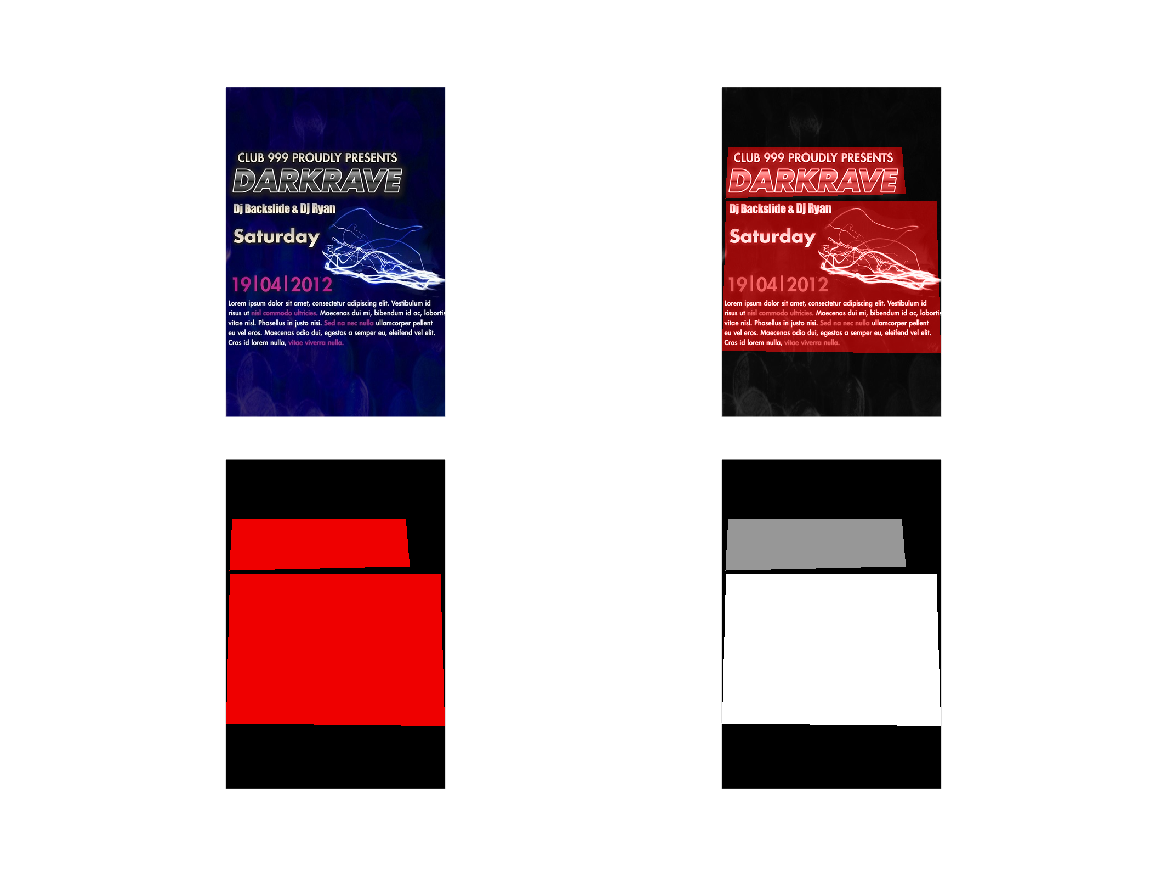 CLUB 999 PROUDLY PRESENTS
DARKRAVE
Dj Backslide & Dj Ryan
Saturday
19|04|2012
Lorem ipsum dolor sit amet, consectetur adipiscing elit. Vestibulum id
risus ut nisl commodo ultricies. Maecenas dui mi, bibendum id ac, lobortis
vitae nisl. Phasellus in justo nisi. Sed na nec nulla ullamcorper pellent
eu vel eros. Maecenas odio dui, egestas a semper eu, eleifend vel elit.
Cras id lorem nulla, vitae viverra nulla.
CLUB 999 PROUDLY PRESENTS
DARKRAVE
Dj Backslide & Dj Ryan
Saturday
19|04|2012
Lorem ipsum dolor sit amet, consectetur adipiscing elit. Vestibulum id
risus ut nisl commodo ultricies. Maecenas dui mi, bibendum id ac, lobortis
vitae nisl. Phasellus in justo nisi. Sed na nec nulla ullamcorper pellent
eu vel eros. Maecenas odio dui, egestas a semper eu, eleifend vel elit.
Cras id lorem nulla, vitae viverra nulla.